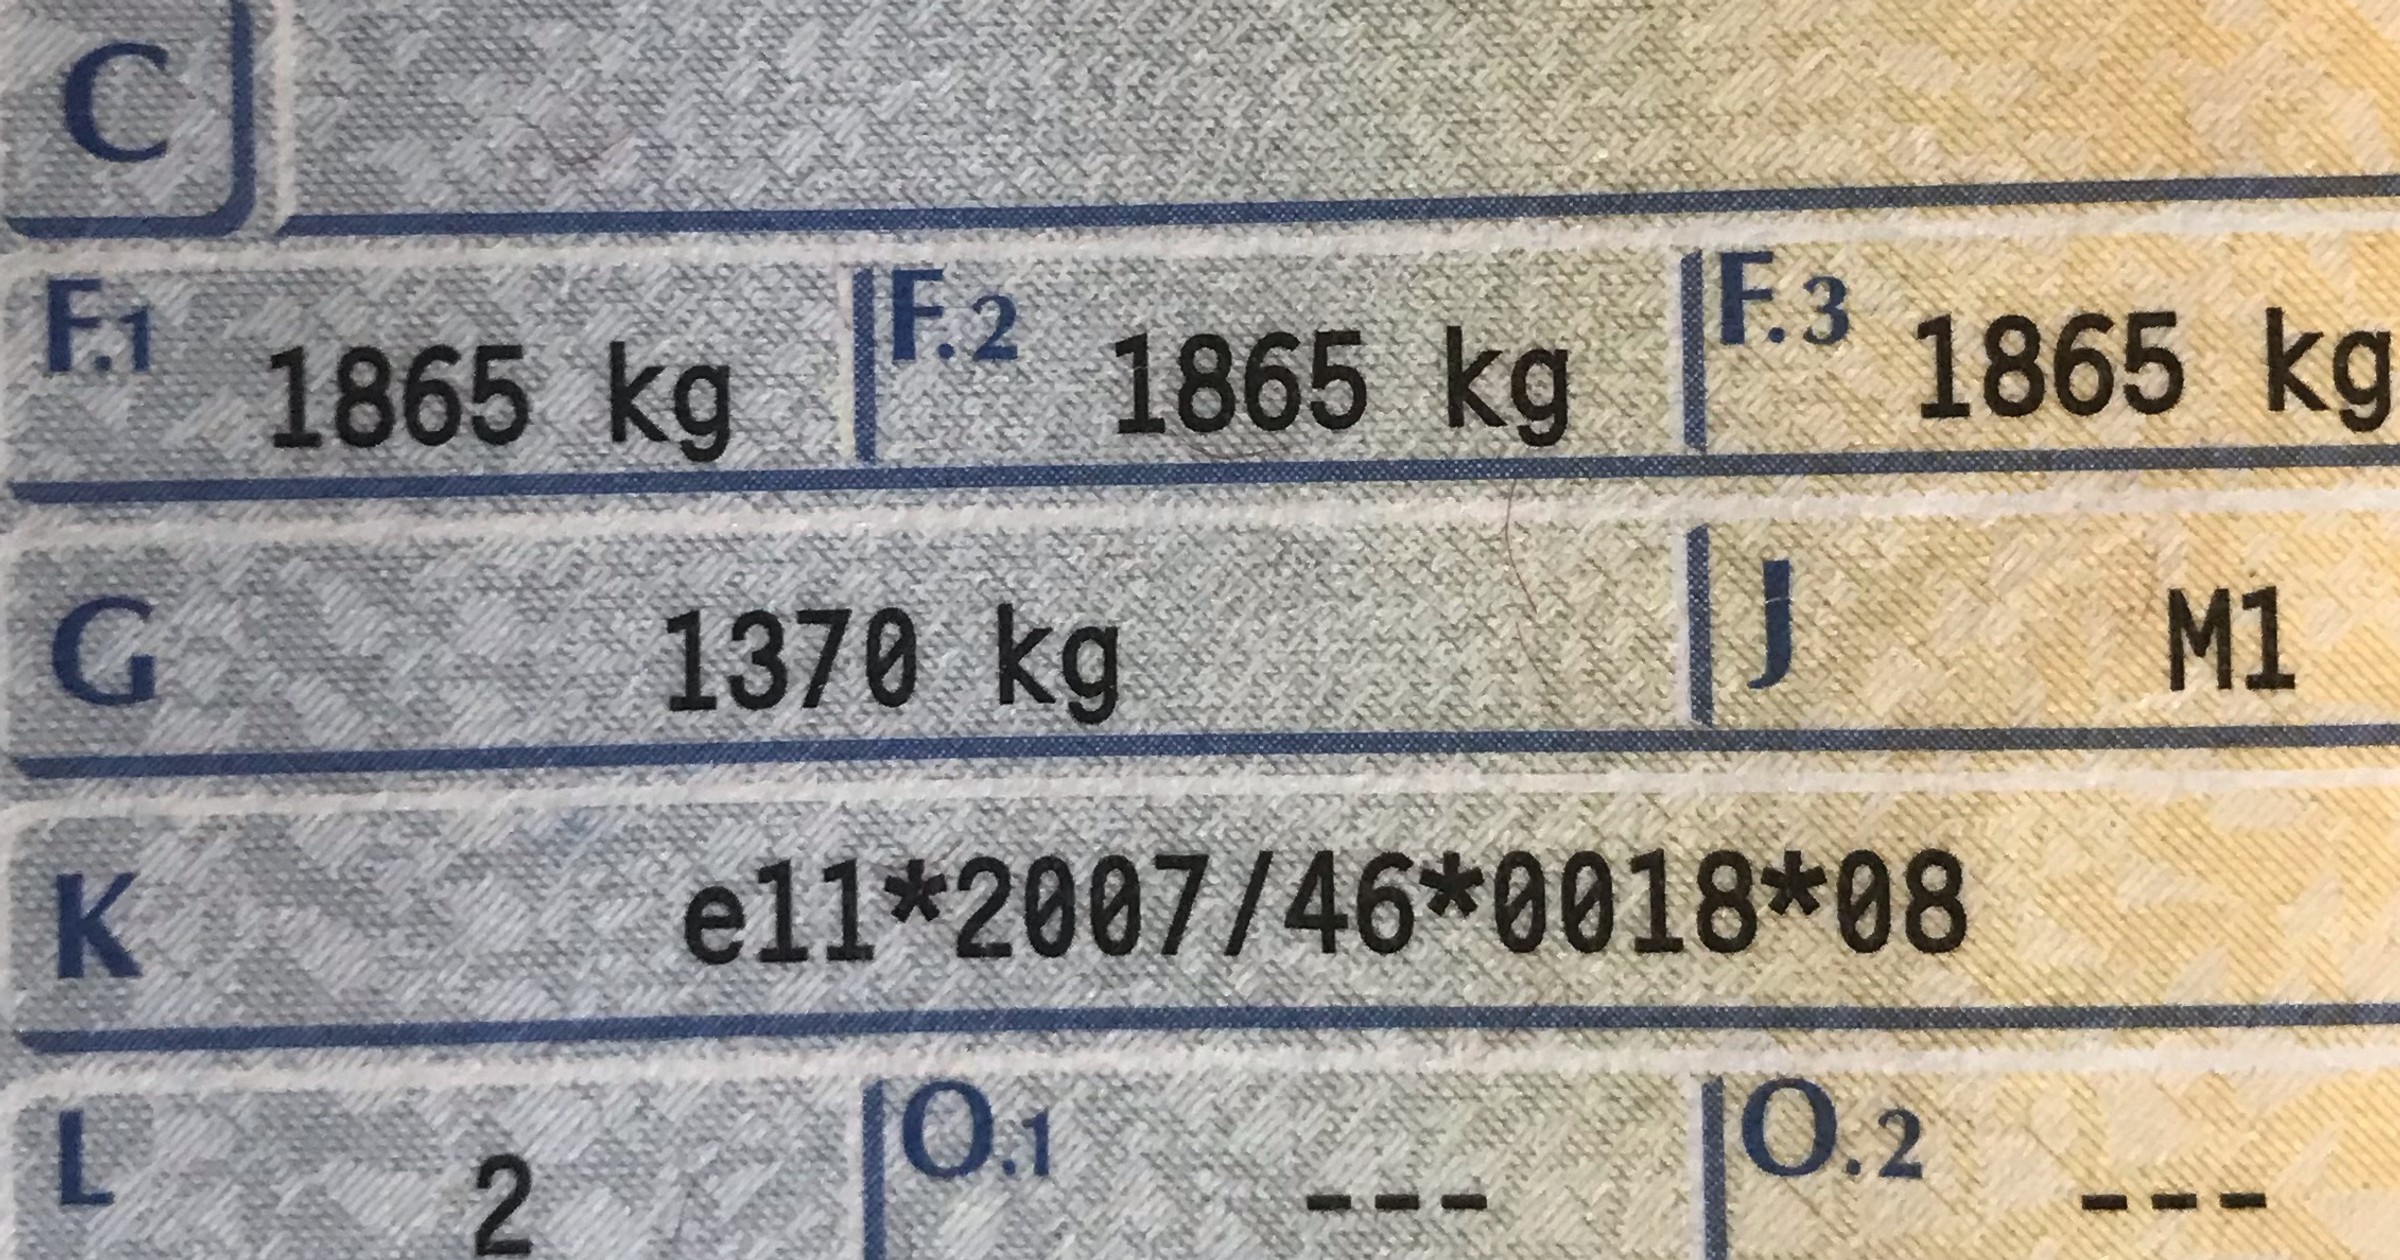 C
F.1 1865 kg F.2 1865 kg F.3 1865 kg
G 1370 kg J M1
K e11*2007/46*0018*08
L 2 O.1 --- O.2 ---